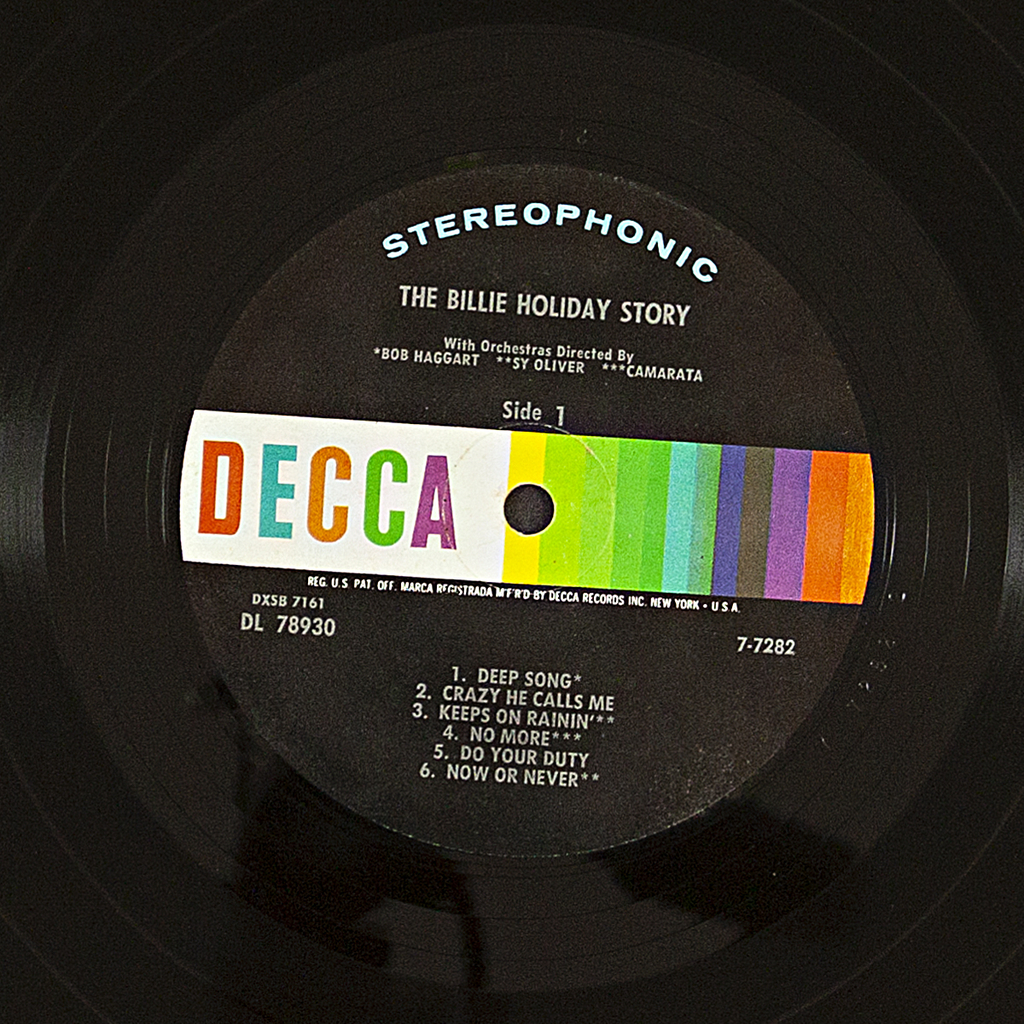 STEREOPHONIC
THE BILLIE HOLIDAY STORY
With Orchestras Directed By
*BOB HAGGART **SY OLIVER ***CAMARATA
Side 1
DECCA
REG. U.S. PAT. OFF. MARCA REGISTRADA M'F'R'D BY DECCA RECORDS INC. NEW YORK • U S A.
DXSB 7161
DL 78930
7-7282
1. DEEP SONG*
2. CRAZY HE CALLS ME
3. KEEPS ON RAININ'**
4. NO MORE***
5. DO YOUR DUTY
6. NOW OR NEVER**